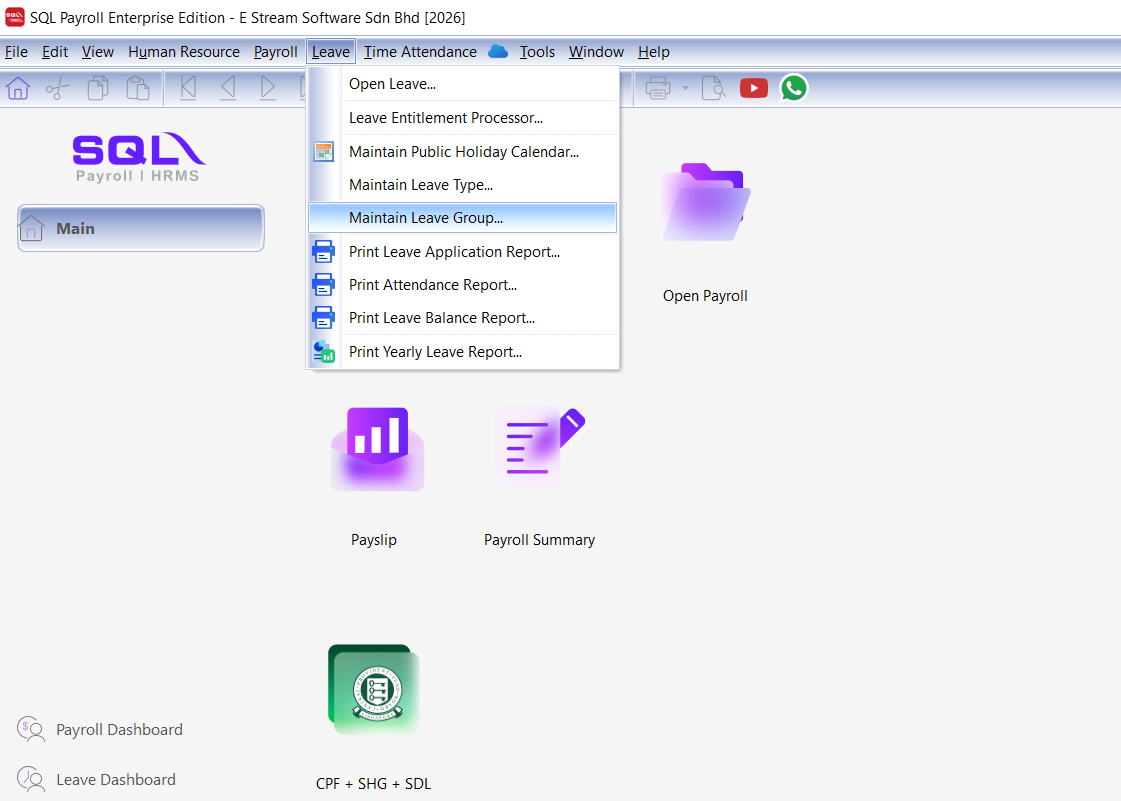 SQL Payroll Enterprise Edition - E Stream Software Sdn Bhd [2026]
File Edit View Human Resource Payroll Leave Time Attendance Tools Window Help
Open Leave...
Leave Entitlement Processor...
Maintain Public Holiday Calendar...
Maintain Leave Type...
Maintain Leave Group...
Print Leave Application Report...
Print Attendance Report...
Print Leave Balance Report...
Print Yearly Leave Report...
SQL
Payroll | HRMS
Main
Open Payroll
Payslip
Payroll Summary
CPF + SHG + SDL
Payroll Dashboard
Leave Dashboard